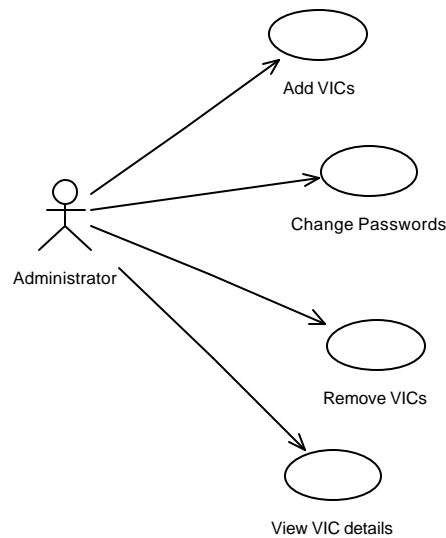 Add VICs
Change Passwords
Administrator
Remove VICs
View VIC details